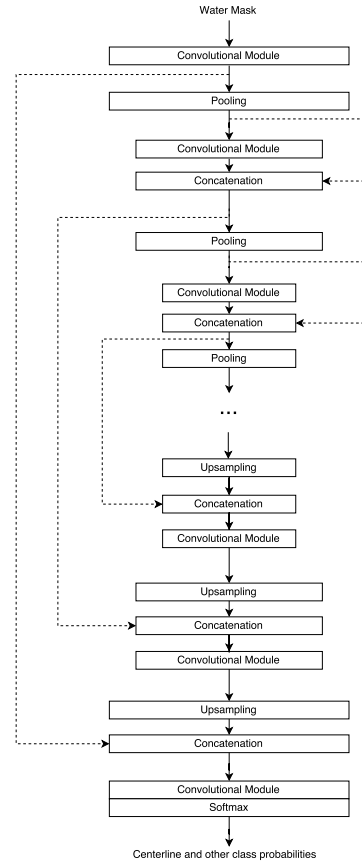 Water Mask
Convolutional Module
Pooling
Convolutional Module
Concatenation
Pooling
Convolutional Module
Concatenation
Pooling
...
Upsampling
Concatenation
Convolutional Module
Upsampling
Concatenation
Convolutional Module
Upsampling
Concatenation
Convolutional Module
Softmax
Centerline and other class probabilities